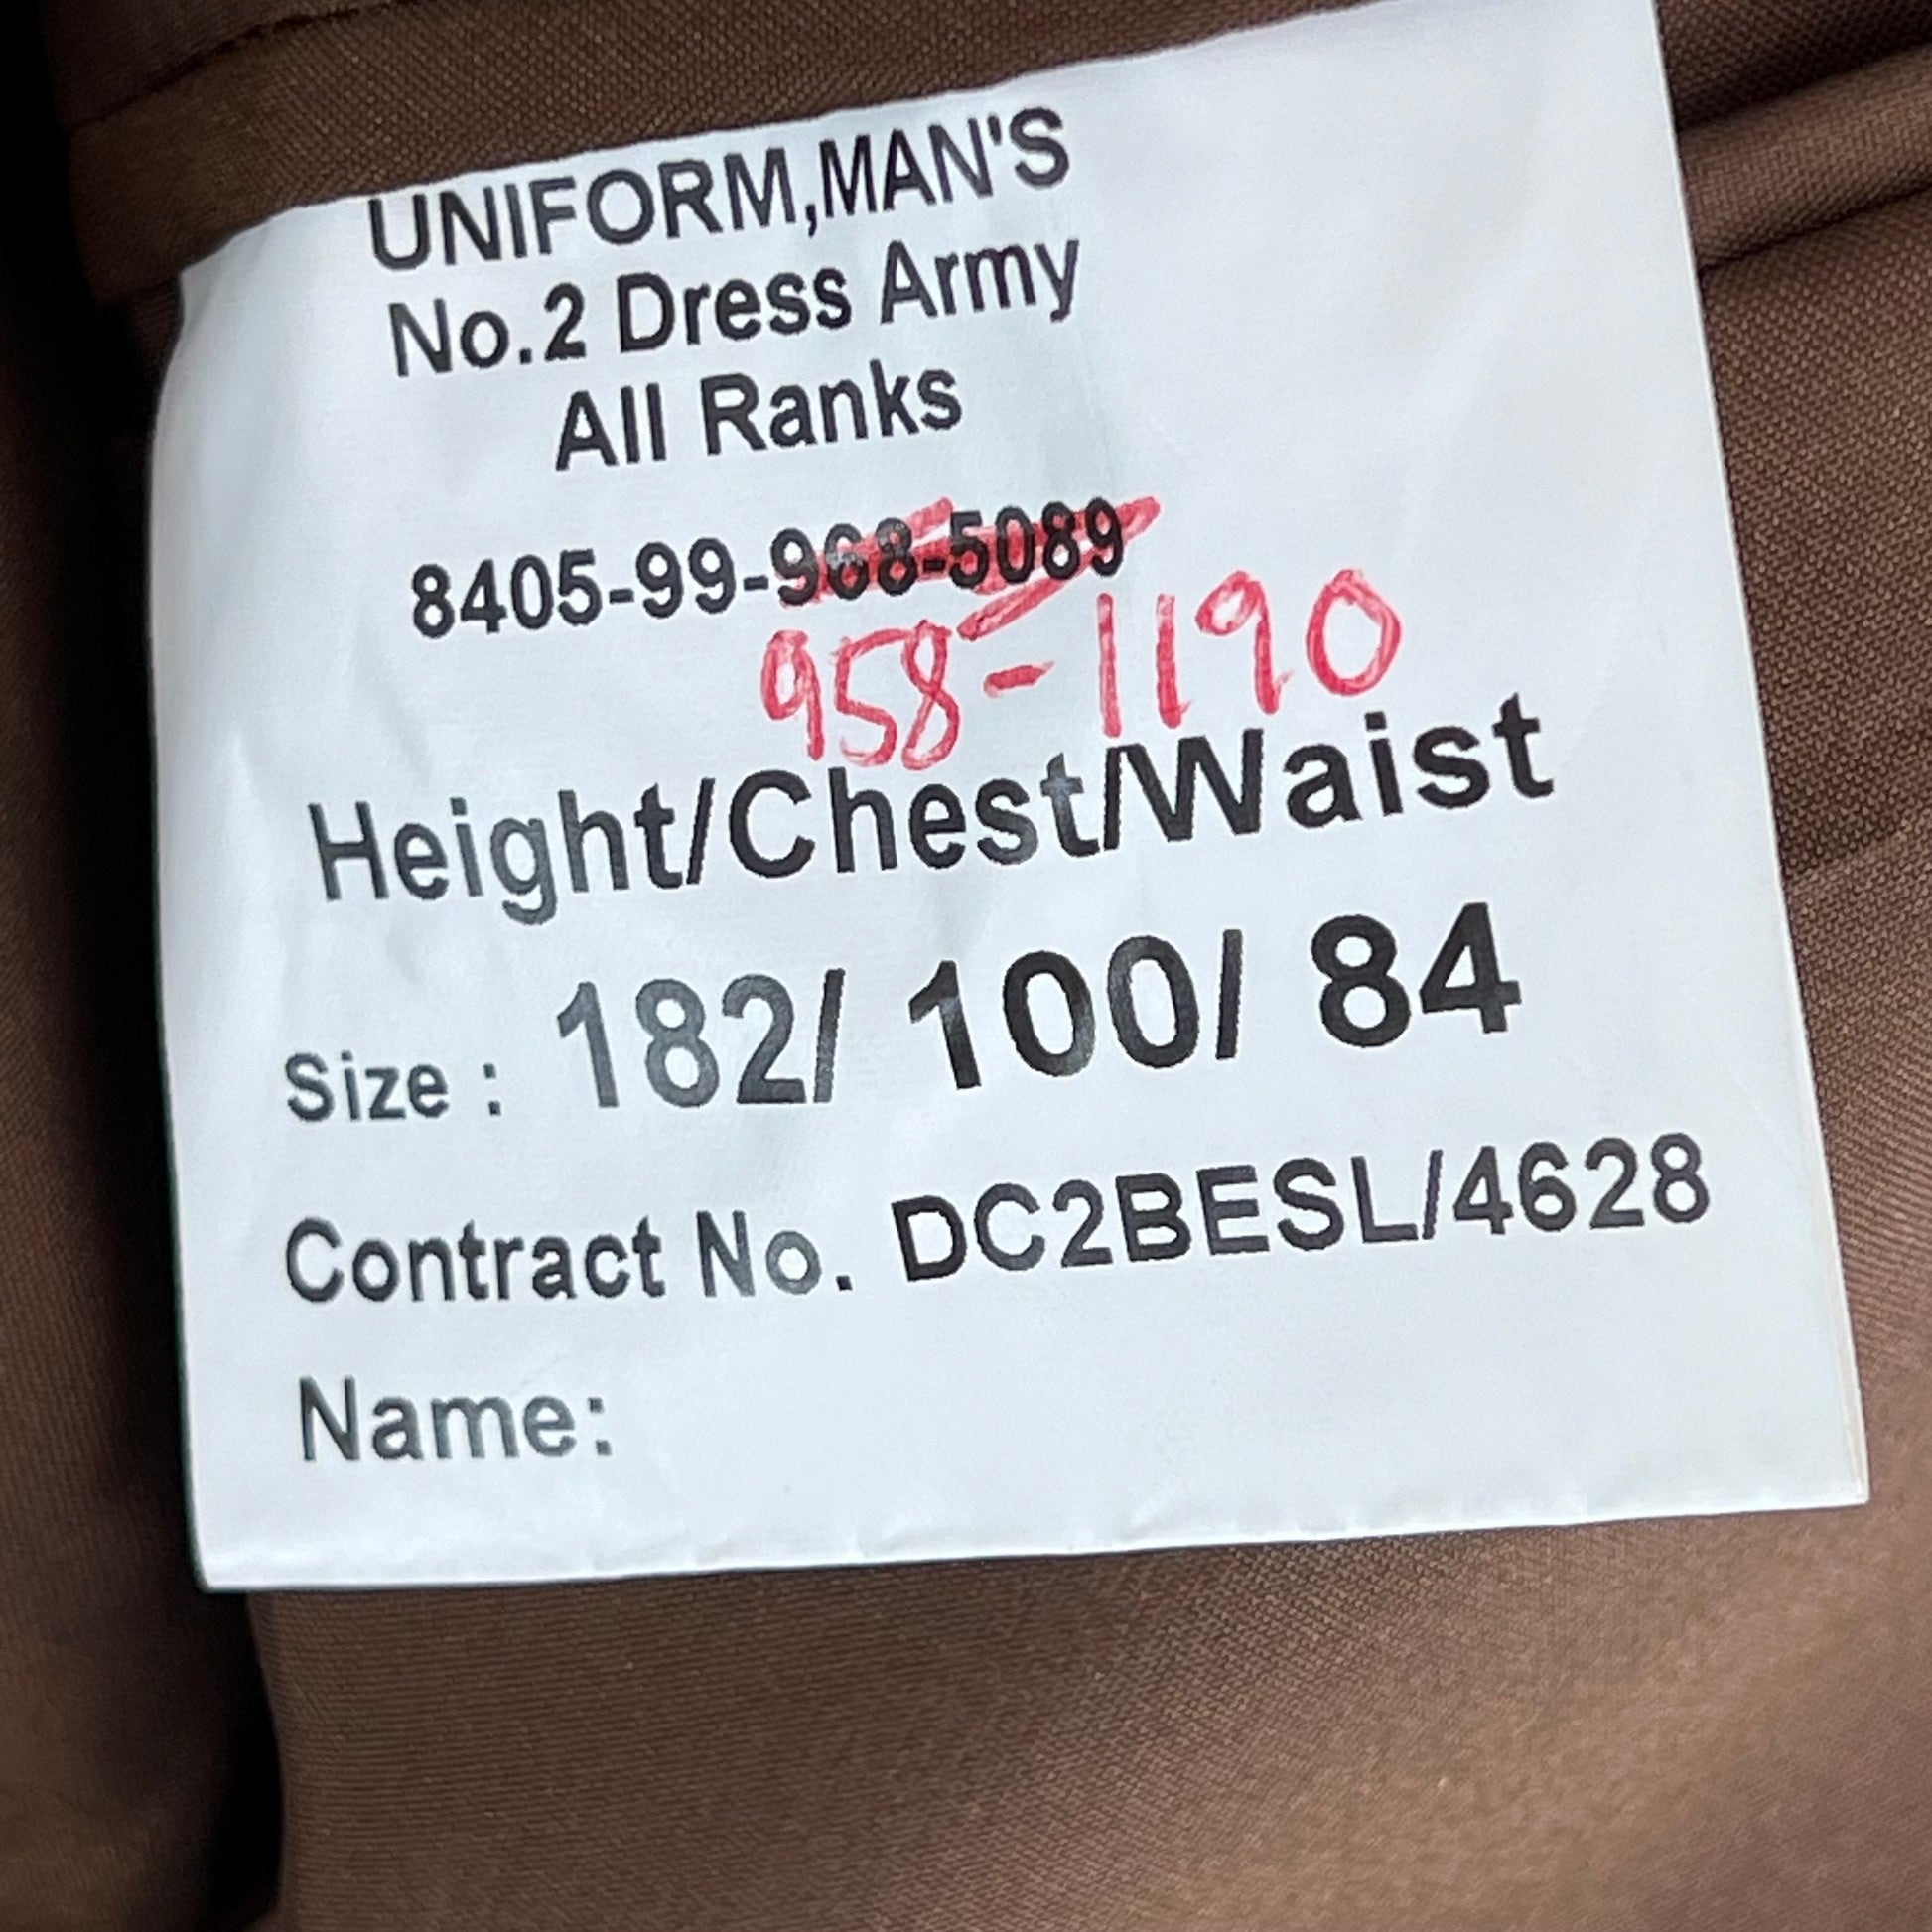 UNIFORM,MAN'S
No.2 Dress Army
All Ranks
8405-99-968-5089
958-1190
Height/Chest/Waist
Size : 182/ 100/ 84
Contract No. DC2BESL/4628
Name: